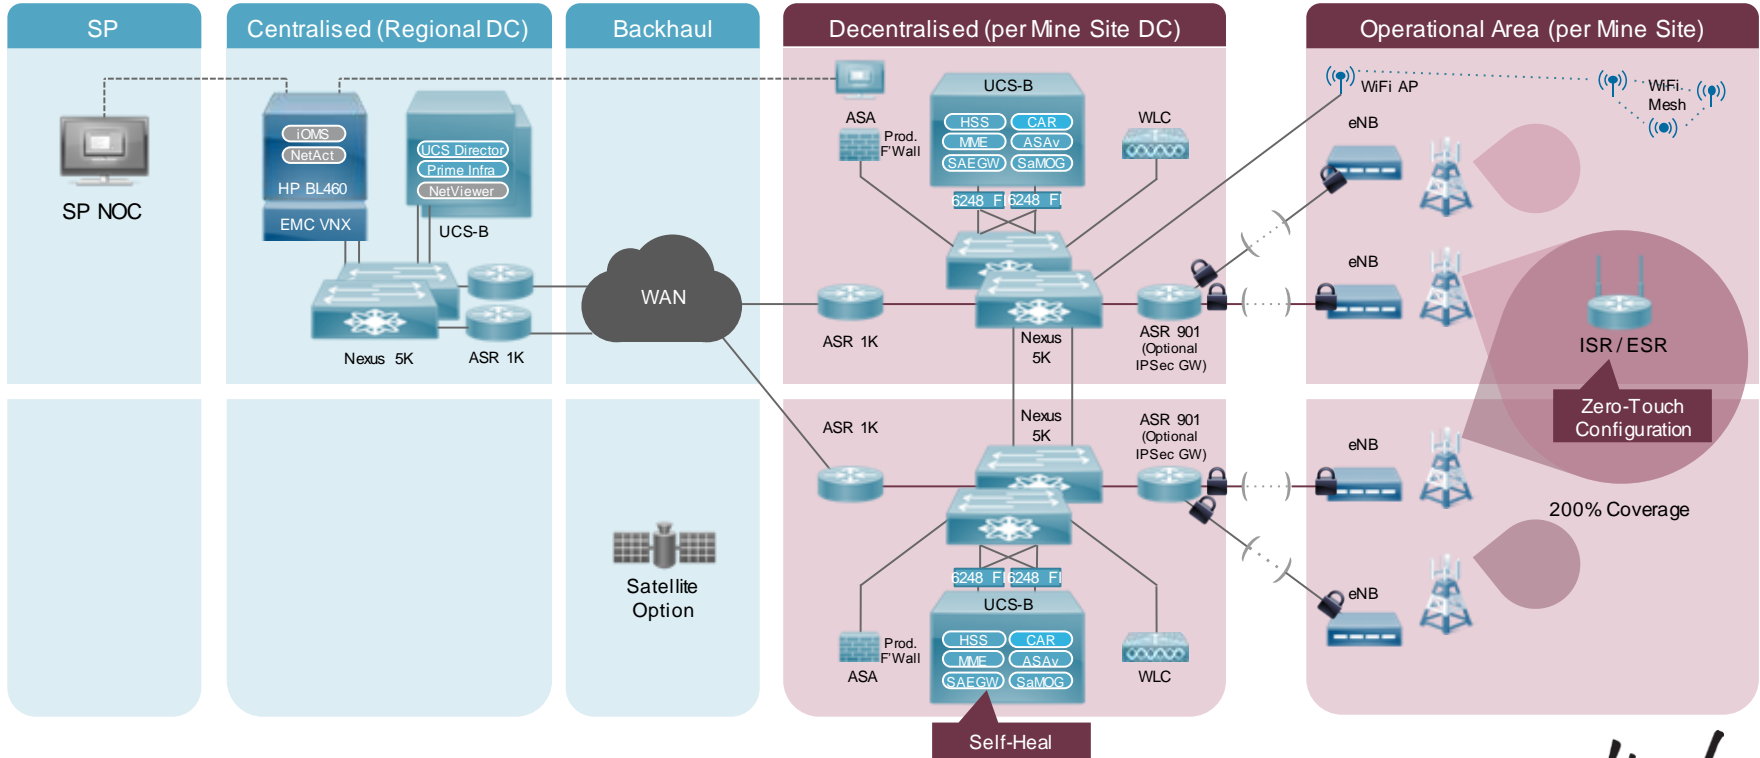 SP
Centralised (Regional DC)
Backhaul
Decentralised (per Mine Site DC)
Operational Area (per Mine Site)
SP NOC
iOMS
NetAct
HP BL460
EMC VNX
UCS Director
Prime Infra
NetViewer
UCS-B
Nexus 5K
ASR 1K
WAN
Satellite
Option
ASA
Prod.
F'Wall
UCS-B
HSS
CAR
MME
ASAv
SAEGW
SaMOG
6248 FI
6248 FI
WLC
ASR 1K
Nexus
5K
ASR 901
(Optional
IPSec GW)
ASR 1K
Nexus
5K
ASR 901
(Optional
IPSec GW)
6248 FI
6248 FI
UCS-B
HSS
CAR
MME
ASAv
SAEGW
SaMOG
Prod.
F'Wall
ASA
WLC
Self-Heal
WiFi AP
WiFi
Mesh
eNB
eNB
ISR / ESR
Zero-Touch
Configuration
eNB
200% Coverage
eNB